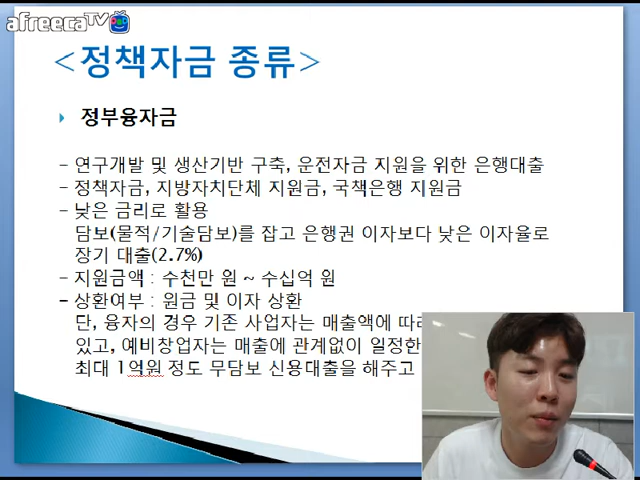 afreecaTV
<정책자금 종류>
정부융자금
- 연구개발 및 생산기반 구축, 운전자금 지원을 위한 은행대출
- 정책자금, 지방자치단체 지원금, 국책은행 지원금
- 낮은 금리로 활용
담보(물적/기술담보)를 잡고 은행권 이자보다 낮은 이자율로
장기 대출(2.7%)
- 지원금액 : 수천만 원 ~ 수십억 원
- 상환여부 : 원금 및 이자 상환
단, 융자의 경우 기존 사업자는 매출액에 따라
있고, 예비창업자는 매출에 관계없이 일정한
최대 1억원 정도 무담보 신용대출을 해주고